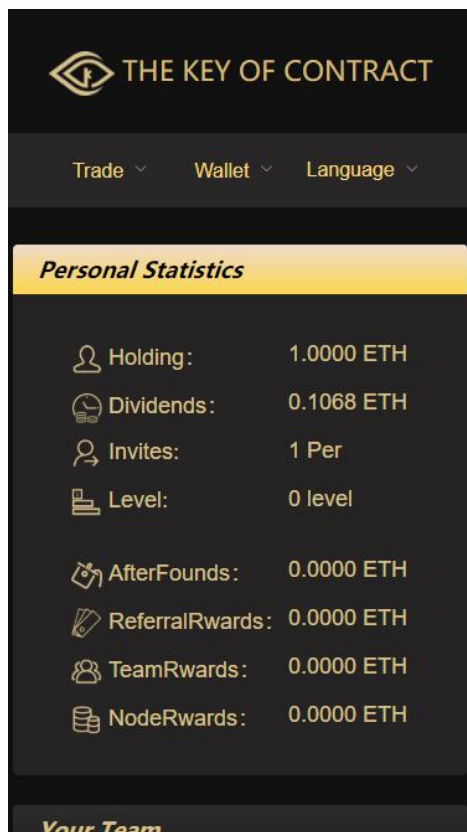 THE KEY OF CONTRACT
Trade Wallet Language
Personal Statistics
Holding: 1.0000 ETH
Dividends: 0.1068 ETH
Invites: 1 Per
Level: 0 level
AfterFounds: 0.0000 ETH
ReferralRwards: 0.0000 ETH
TeamRwards: 0.0000 ETH
NodeRwards: 0.0000 ETH
Your Team